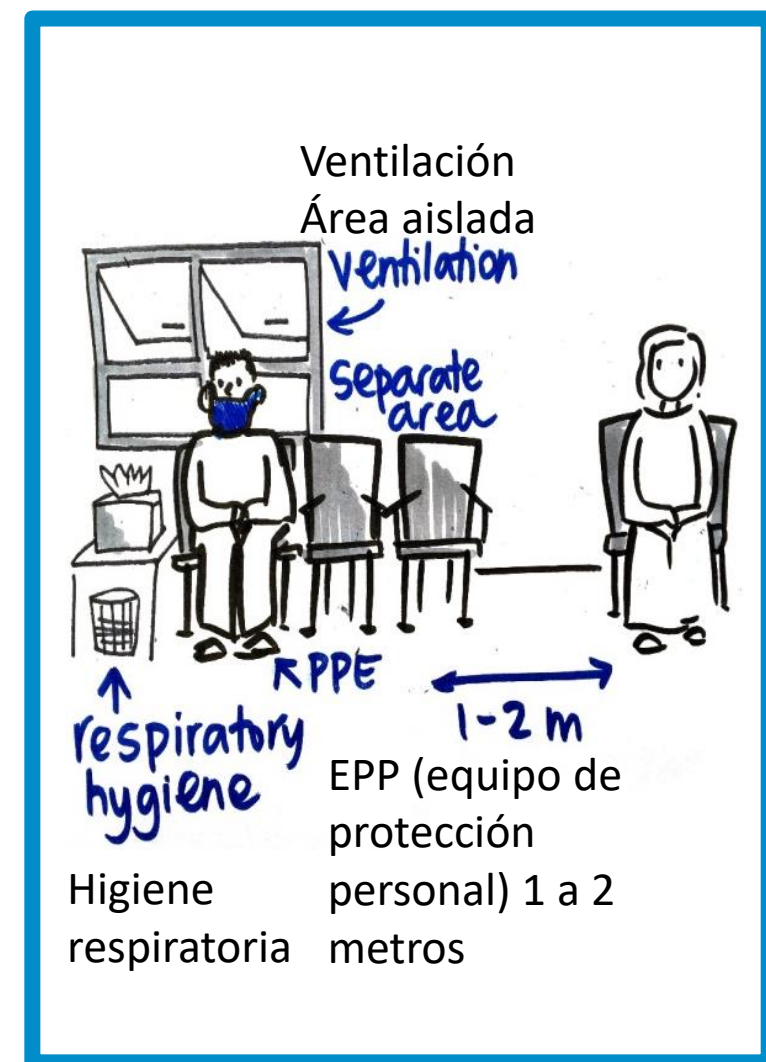 Ventilación
Área aislada
ventilation
separate
area
PPE
1-2 m
respiratory
hygiene
EPP (equipo de
protección
personal) 1 a 2
metros
Higiene
respiratoria